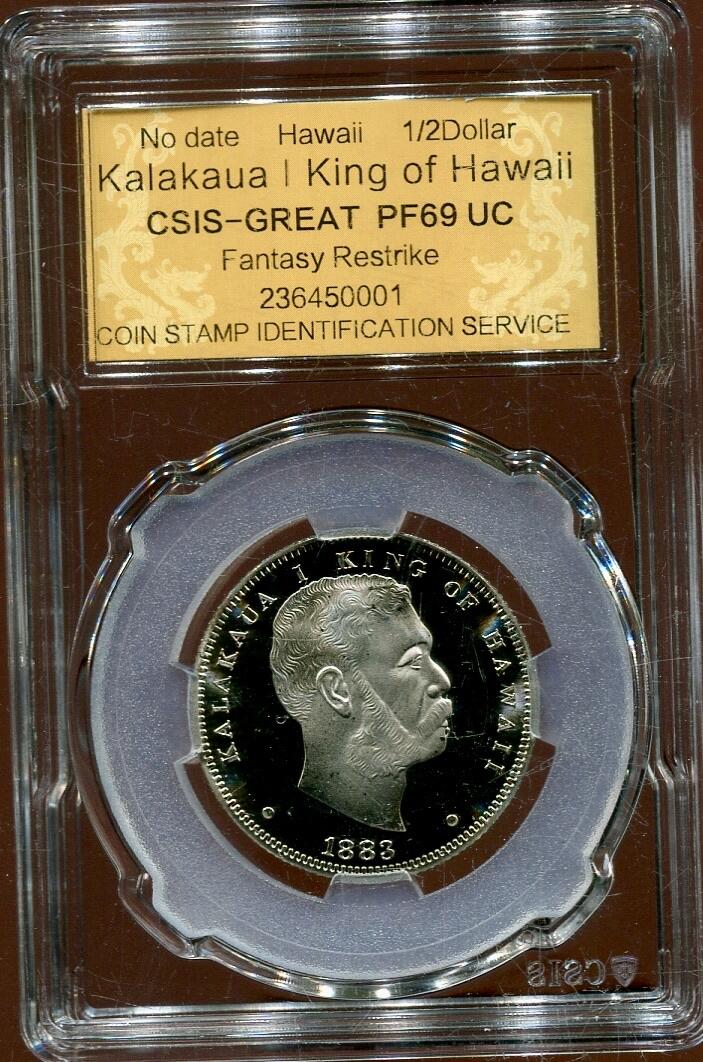 No date Hawaii 1/2Dollar
Kalakaua I King of Hawaii
CSIS-GREAT PF69 UC
Fantasy Restrike
236450001
COIN STAMP IDENTIFICATION SERVICE
KALAKAUA I KING OF HAWAII
1883
CSIS